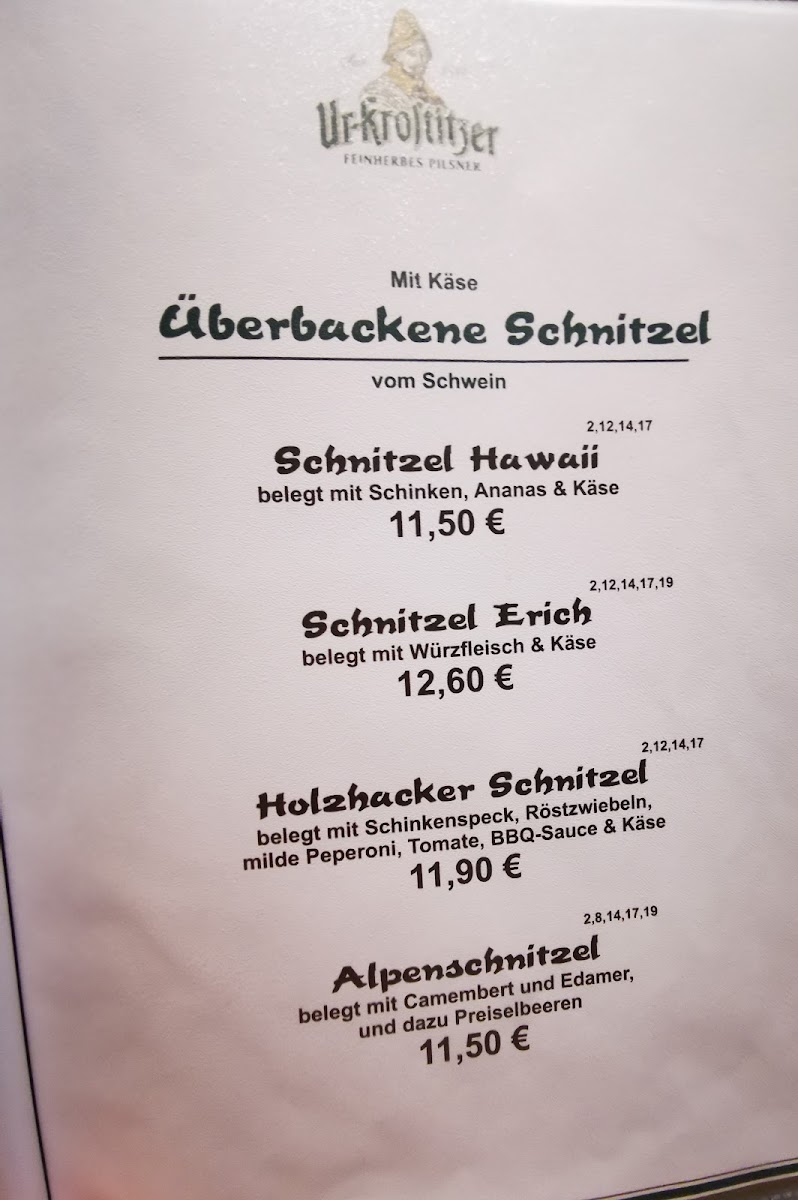 Ur-Krostitzer
FEINHERBES PILSNER
Mit Käse
Überbackene Schnitzel
vom Schwein
2,12,14,17
Schnitzel Hawaii
belegt mit Schinken, Ananas & Käse
11,50 €
2,12,14,17,19
Schnitzel Erich
belegt mit Würzfleisch & Käse
12,60 €
2,12,14,17
Holzhacker Schnitzel
belegt mit Schinkenspeck, Röstzwiebeln,
milde Peperoni, Tomate, BBQ-Sauce & Käse
11,90 €
2,8,14,17,19
Alpenschnitzel
belegt mit Camembert und Edamer,
und dazu Preiselbeeren
11,50 €